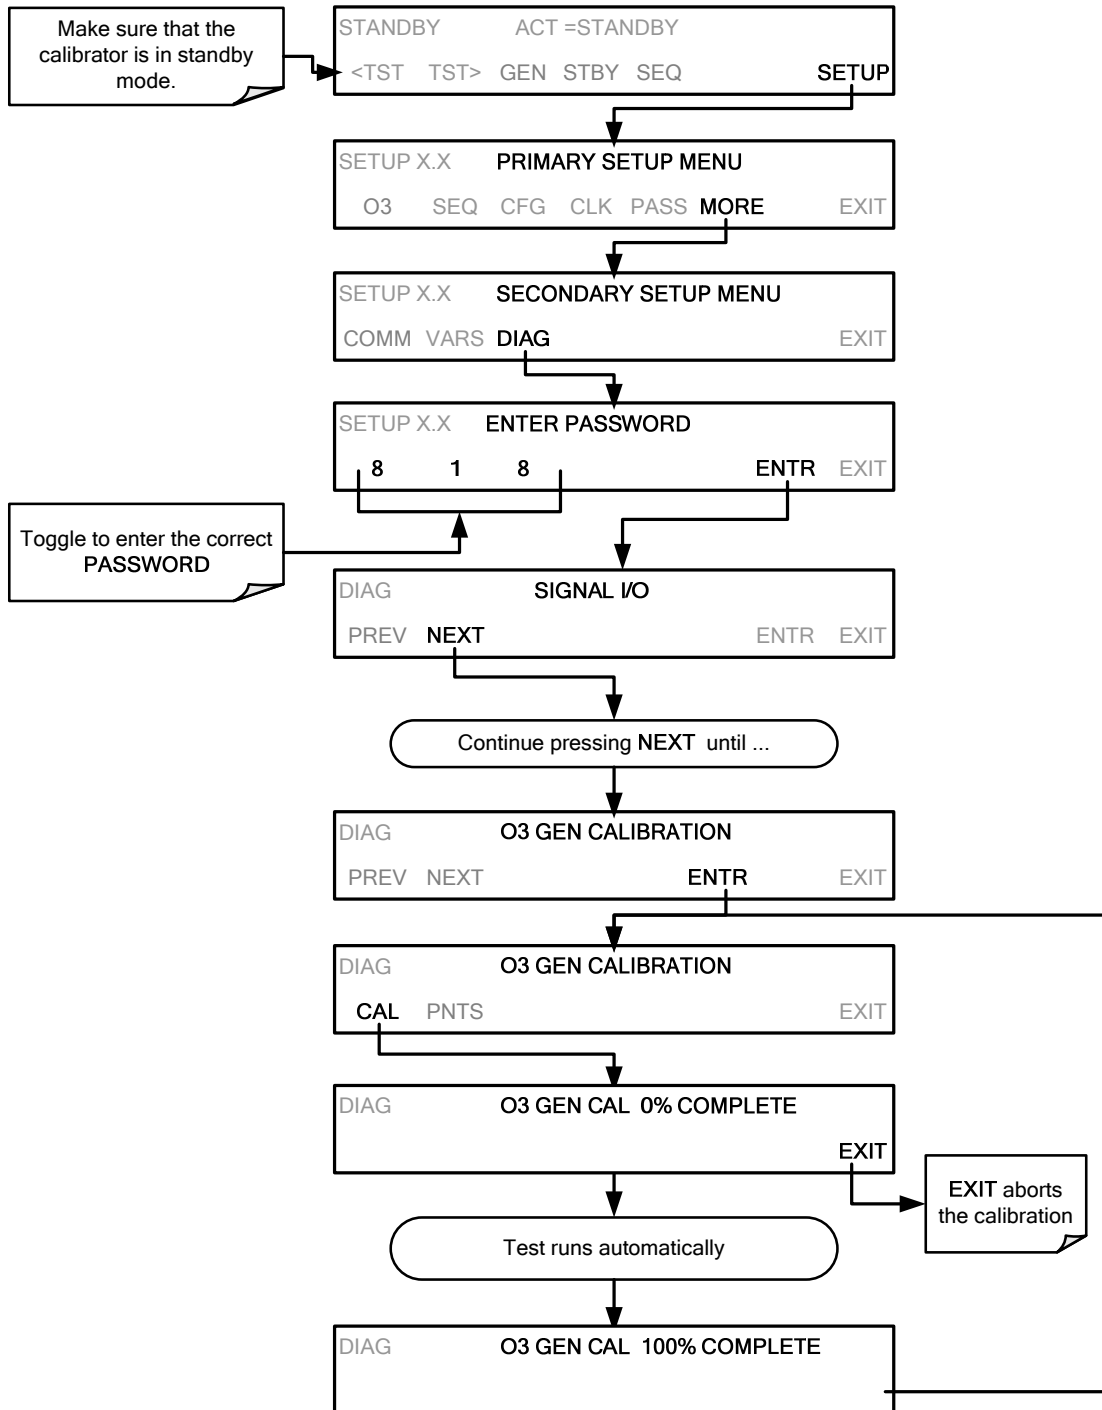 Make sure that the
calibrator is in standby
mode.
STANDBY ACT =STANDBY
<TST TST> GEN STBY SEQ SETUP
SETUP X.X PRIMARY SETUP MENU
O3 SEQ CFG CLK PASS MORE EXIT
SETUP X.X SECONDARY SETUP MENU
COMM VARS DIAG EXIT
SETUP X.X ENTER PASSWORD
8 1 8 ENTR EXIT
Toggle to enter the correct
PASSWORD
DIAG SIGNAL I/O
PREV NEXT ENTR EXIT
Continue pressing NEXT until ...
DIAG O3 GEN CALIBRATION
PREV NEXT ENTR EXIT
DIAG O3 GEN CALIBRATION
CAL PNTS EXIT
DIAG O3 GEN CAL 0% COMPLETE
EXIT
EXIT aborts
the calibration
Test runs automatically
DIAG O3 GEN CAL 100% COMPLETE